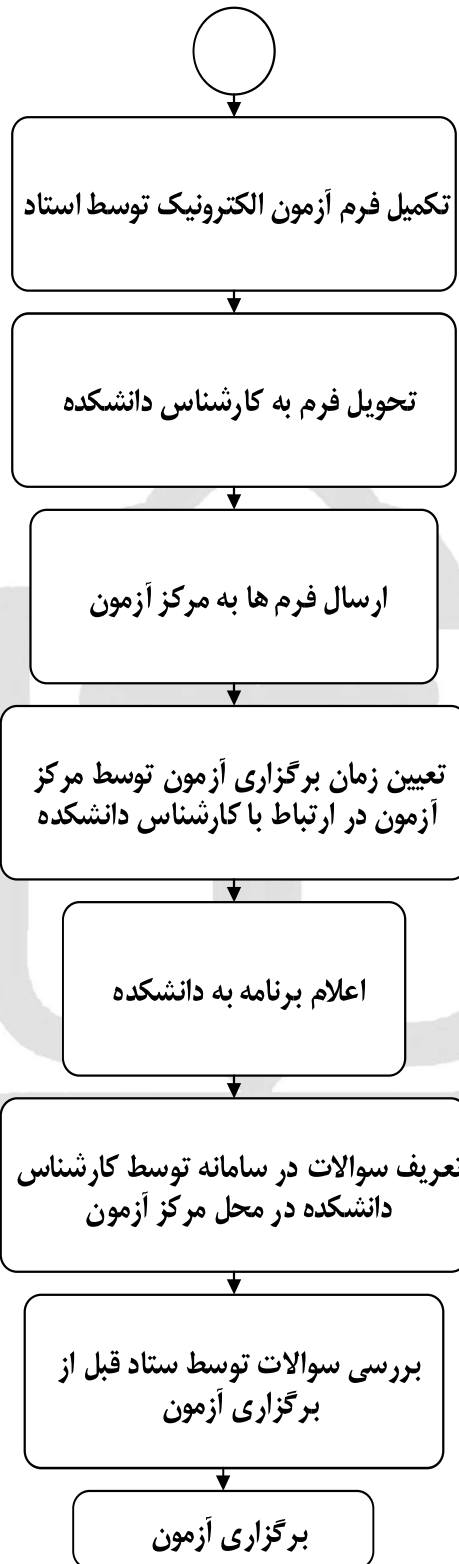 تکمیل فرم آزمون الکترونیک توسط استاد
تحویل فرم به کارشناس دانشکده
ارسال فرم ها به مرکز آزمون
تعیین زمان برگزاری آزمون توسط مرکز
آزمون در ارتباط با کارشناس دانشکده
اعلام برنامه به دانشکده
تعریف سوالات در سامانه توسط کارشناس
دانشکده در محل مرکز آزمون
بررسی سوالات توسط ستاد قبل از
برگزاری آزمون
برگزاری آزمون